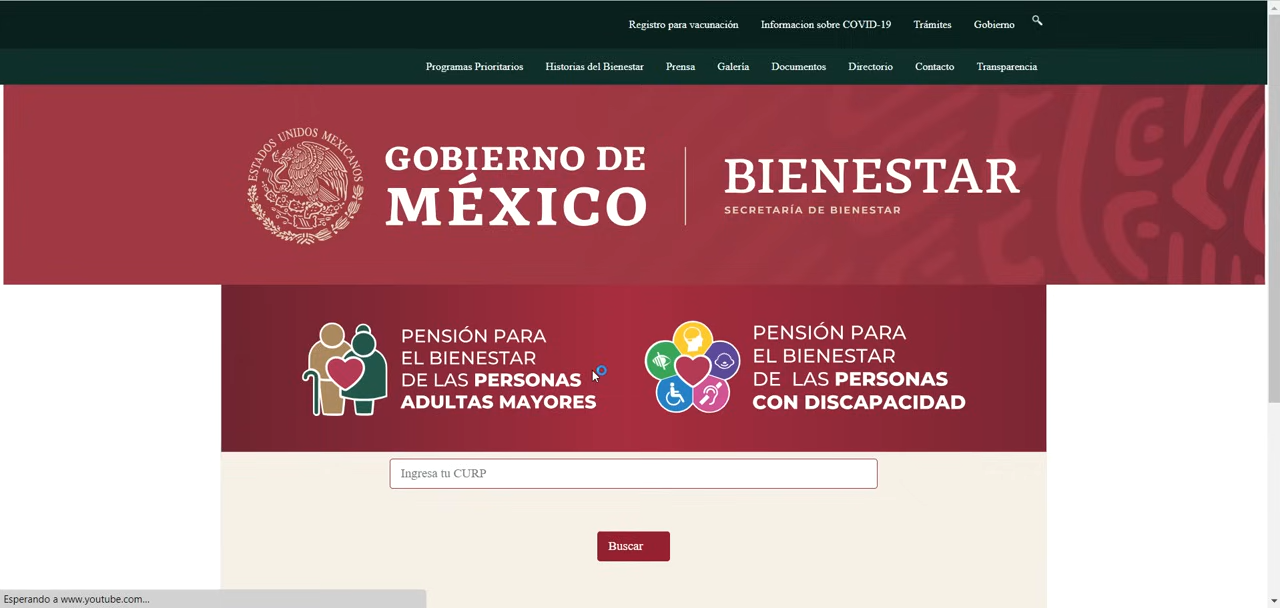 Registro para vacunación Informacion sobre COVID-19 Trámites Gobierno
Programas Prioritarios Historias del Bienestar Prensa Galería Documentos Directorio Contacto Transparencia
ESTADOS UNIDOS MEXICANOS
GOBIERNO DE
MÉXICO
BIENESTAR
SECRETARÍA DE BIENESTAR
PENSIÓN PARA
EL BIENESTAR
DE LAS PERSONAS
ADULTAS MAYORES
PENSIÓN PARA
EL BIENESTAR
DE LAS PERSONAS
CON DISCAPACIDAD
Ingresa tu CURP
Buscar
Esperando a www.youtube.com...